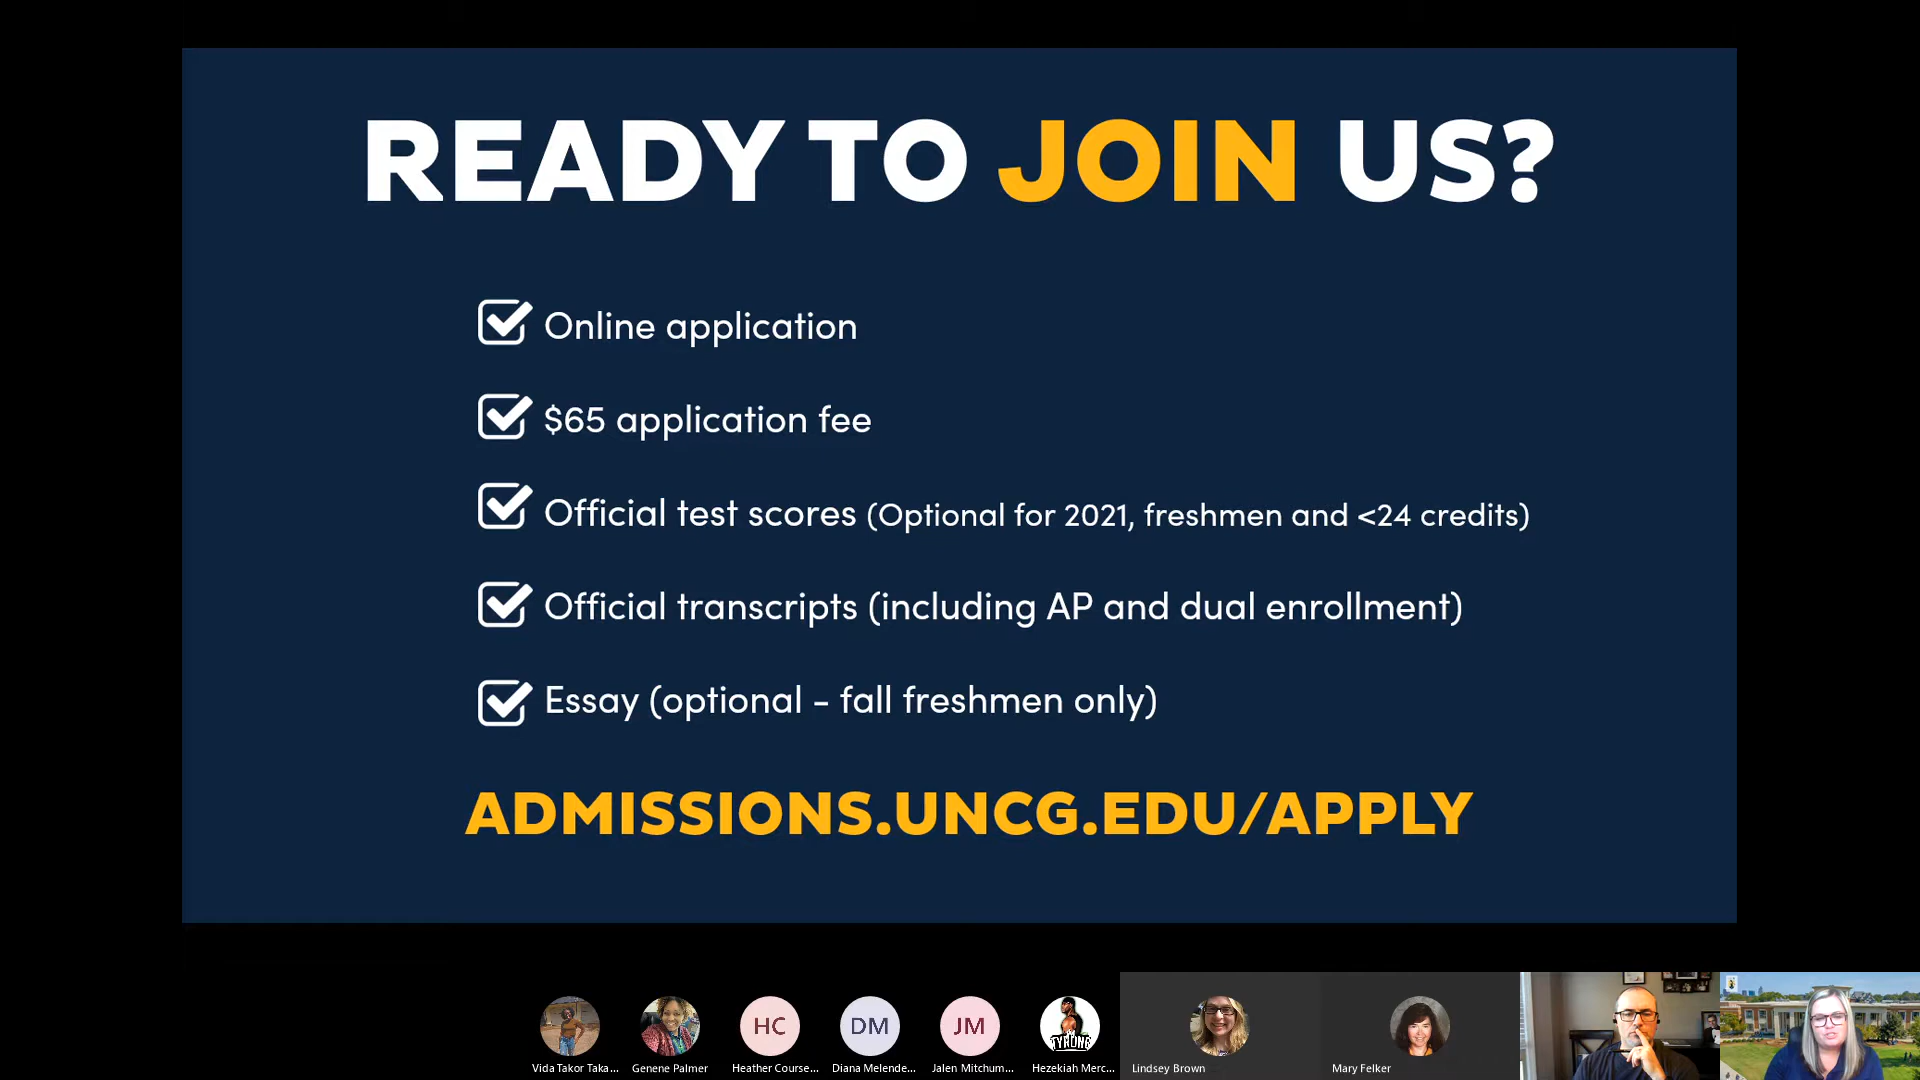 READY TO JOIN US?
Online application
$65 application fee
Official test scores (Optional for 2021, freshmen and <24 credits)
Official transcripts (including AP and dual enrollment)
Essay (optional - fall freshmen only)
ADMISSIONS.UNCG.EDU/APPLY
HC DM JM TYRONE
Vida Takor Taka... Genene Palmer Heather Course... Diana Melende... Jalen Mitchum... Hezekiah Merc... Lindsey Brown Mary Felker